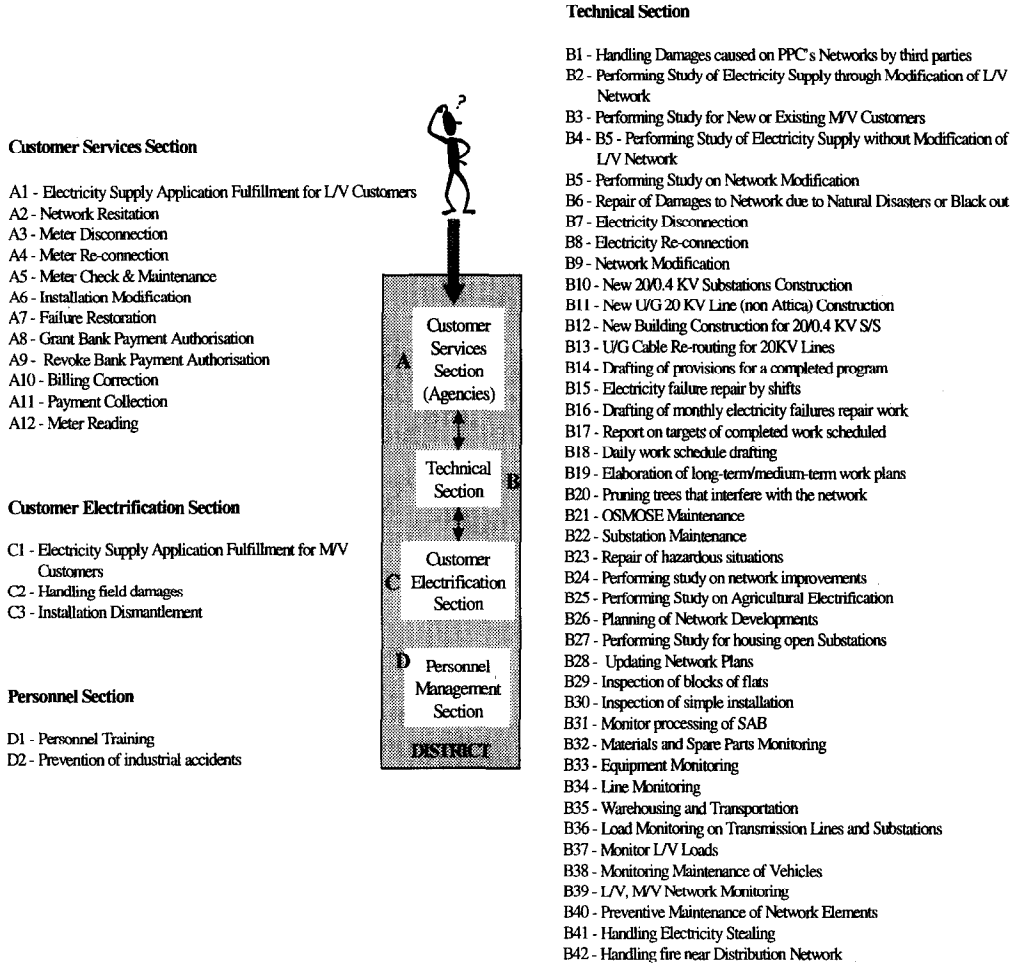 Customer Services Section
A1 - Electricity Supply Application Fulfillment for L/V Customers
A2 - Network Resitation
A3 - Meter Disconnection
A4 - Meter Re-connection
A5 - Meter Check & Maintenance
A6 - Installation Modification
A7 - Failure Restoration
A8 - Grant Bank Payment Authorisation
A9 - Revoke Bank Payment Authorisation
A10 - Billing Correction
A11 - Payment Collection
A12 - Meter Reading
Customer Electrification Section
C1 - Electricity Supply Application Fulfillment for M/V
Customers
C2 - Handling field damages
C3 - Installation Dismantlement
Personnel Section
D1 - Personnel Training
D2 - Prevention of industrial accidents
?
A
Customer
Services
Section
(Agencies)
Technical
Section
B
C
Customer
Electrification
Section
D
Personnel
Management
Section
DISTRICT
Technical Section
B1 - Handling Damages caused on PPC's Networks by third parties
B2 - Performing Study of Electricity Supply through Modification of L/V
Network
B3 - Performing Study for New or Existing M/V Customers
B4 - B5 - Performing Study of Electricity Supply without Modification of
L/V Network
B5 - Performing Study on Network Modification
B6 - Repair of Damages to Network due to Natural Disasters or Black out
B7 - Electricity Disconnection
B8 - Electricity Re-connection
B9 - Network Modification
B10 - New 20/0.4 KV Substations Construction
B11 - New U/G 20 KV Line (non Attica) Construction
B12 - New Building Construction for 20/0.4 KV S/S
B13 - U/G Cable Re-routing for 20KV Lines
B14 - Drafting of provisions for a completed program
B15 - Electricity failure repair by shifts
B16 - Drafting of monthly electricity failures repair work
B17 - Report on targets of completed work scheduled
B18 - Daily work schedule drafting
B19 - Elaboration of long-term/medium-term work plans
B20 - Pruning trees that interfere with the network
B21 - OSMOSE Maintenance
B22 - Substation Maintenance
B23 - Repair of hazardous situations
B24 - Performing study on network improvements
B25 - Performing Study on Agricultural Electrification
B26 - Planning of Network Developments
B27 - Performing Study for housing open Substations
B28 - Updating Network Plans
B29 - Inspection of blocks of flats
B30 - Inspection of simple installation
B31 - Monitor processing of SAB
B32 - Materials and Spare Parts Monitoring
B33 - Equipment Monitoring
B34 - Line Monitoring
B35 - Warehousing and Transportation
B36 - Load Monitoring on Transmission Lines and Substations
B37 - Monitor L/V Loads
B38 - Monitoring Maintenance of Vehicles
B39 - L/V, M/V Network Monitoring
B40 - Preventive Maintenance of Network Elements
B41 - Handling Electricity Stealing
B42 - Handling fire near Distribution Network